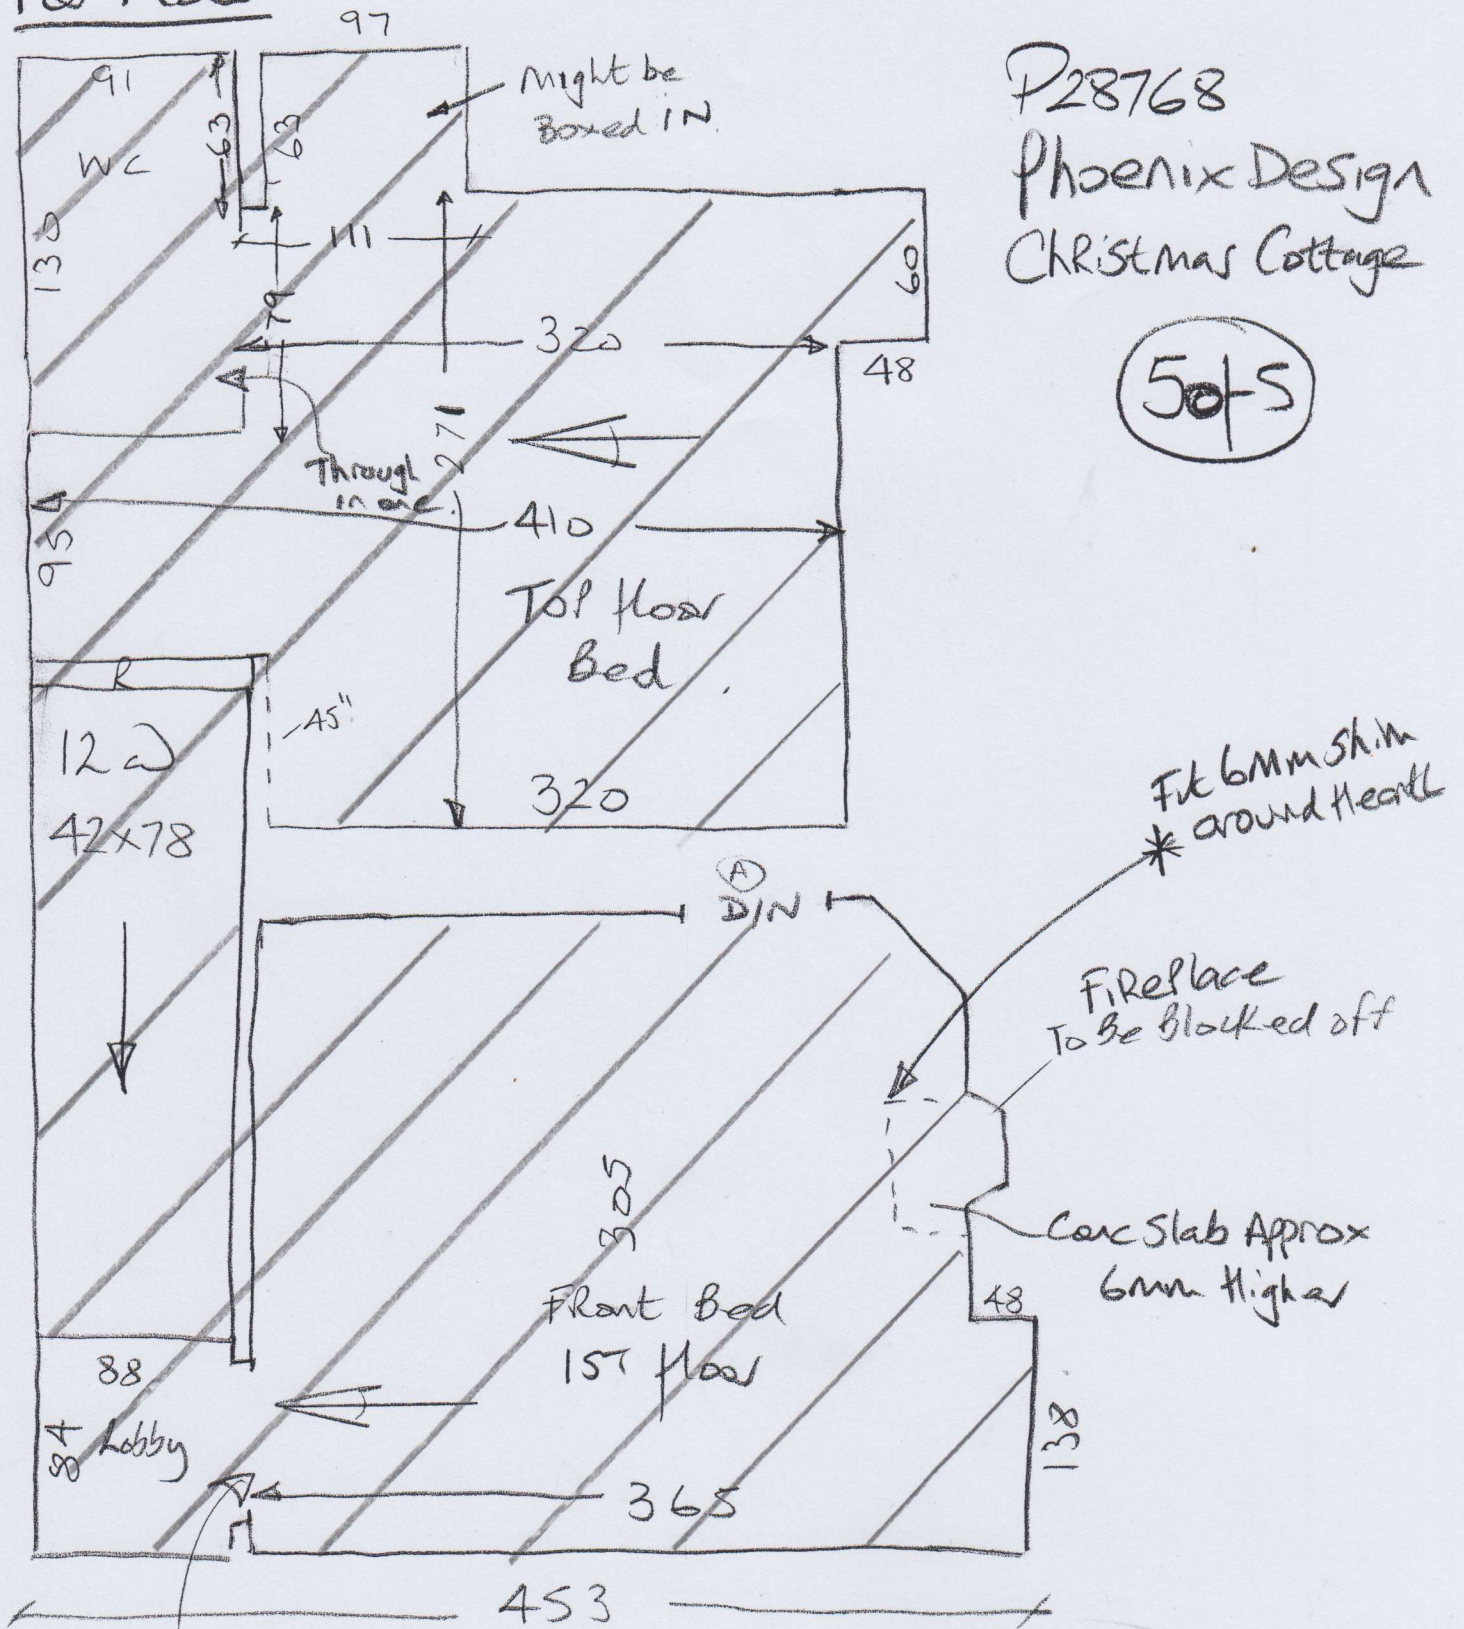 97
91
63
63
Might be
Boxed IN
P28768
Phoenix Design
Christmas Cottage
WC
130
111
60
79
320
48
5 of 5
271
Through
in one
410
95
Top floor
Bed
R
45"
12 W
42x78
320
Fit 6mm Shim
around Hearth
*
A
D/N
Fireplace
To Be Blocked off
305
Conc Slab Approx
6mm Higher
Front Bed
1ST floor
48
88
84
Lobby
138
365
453